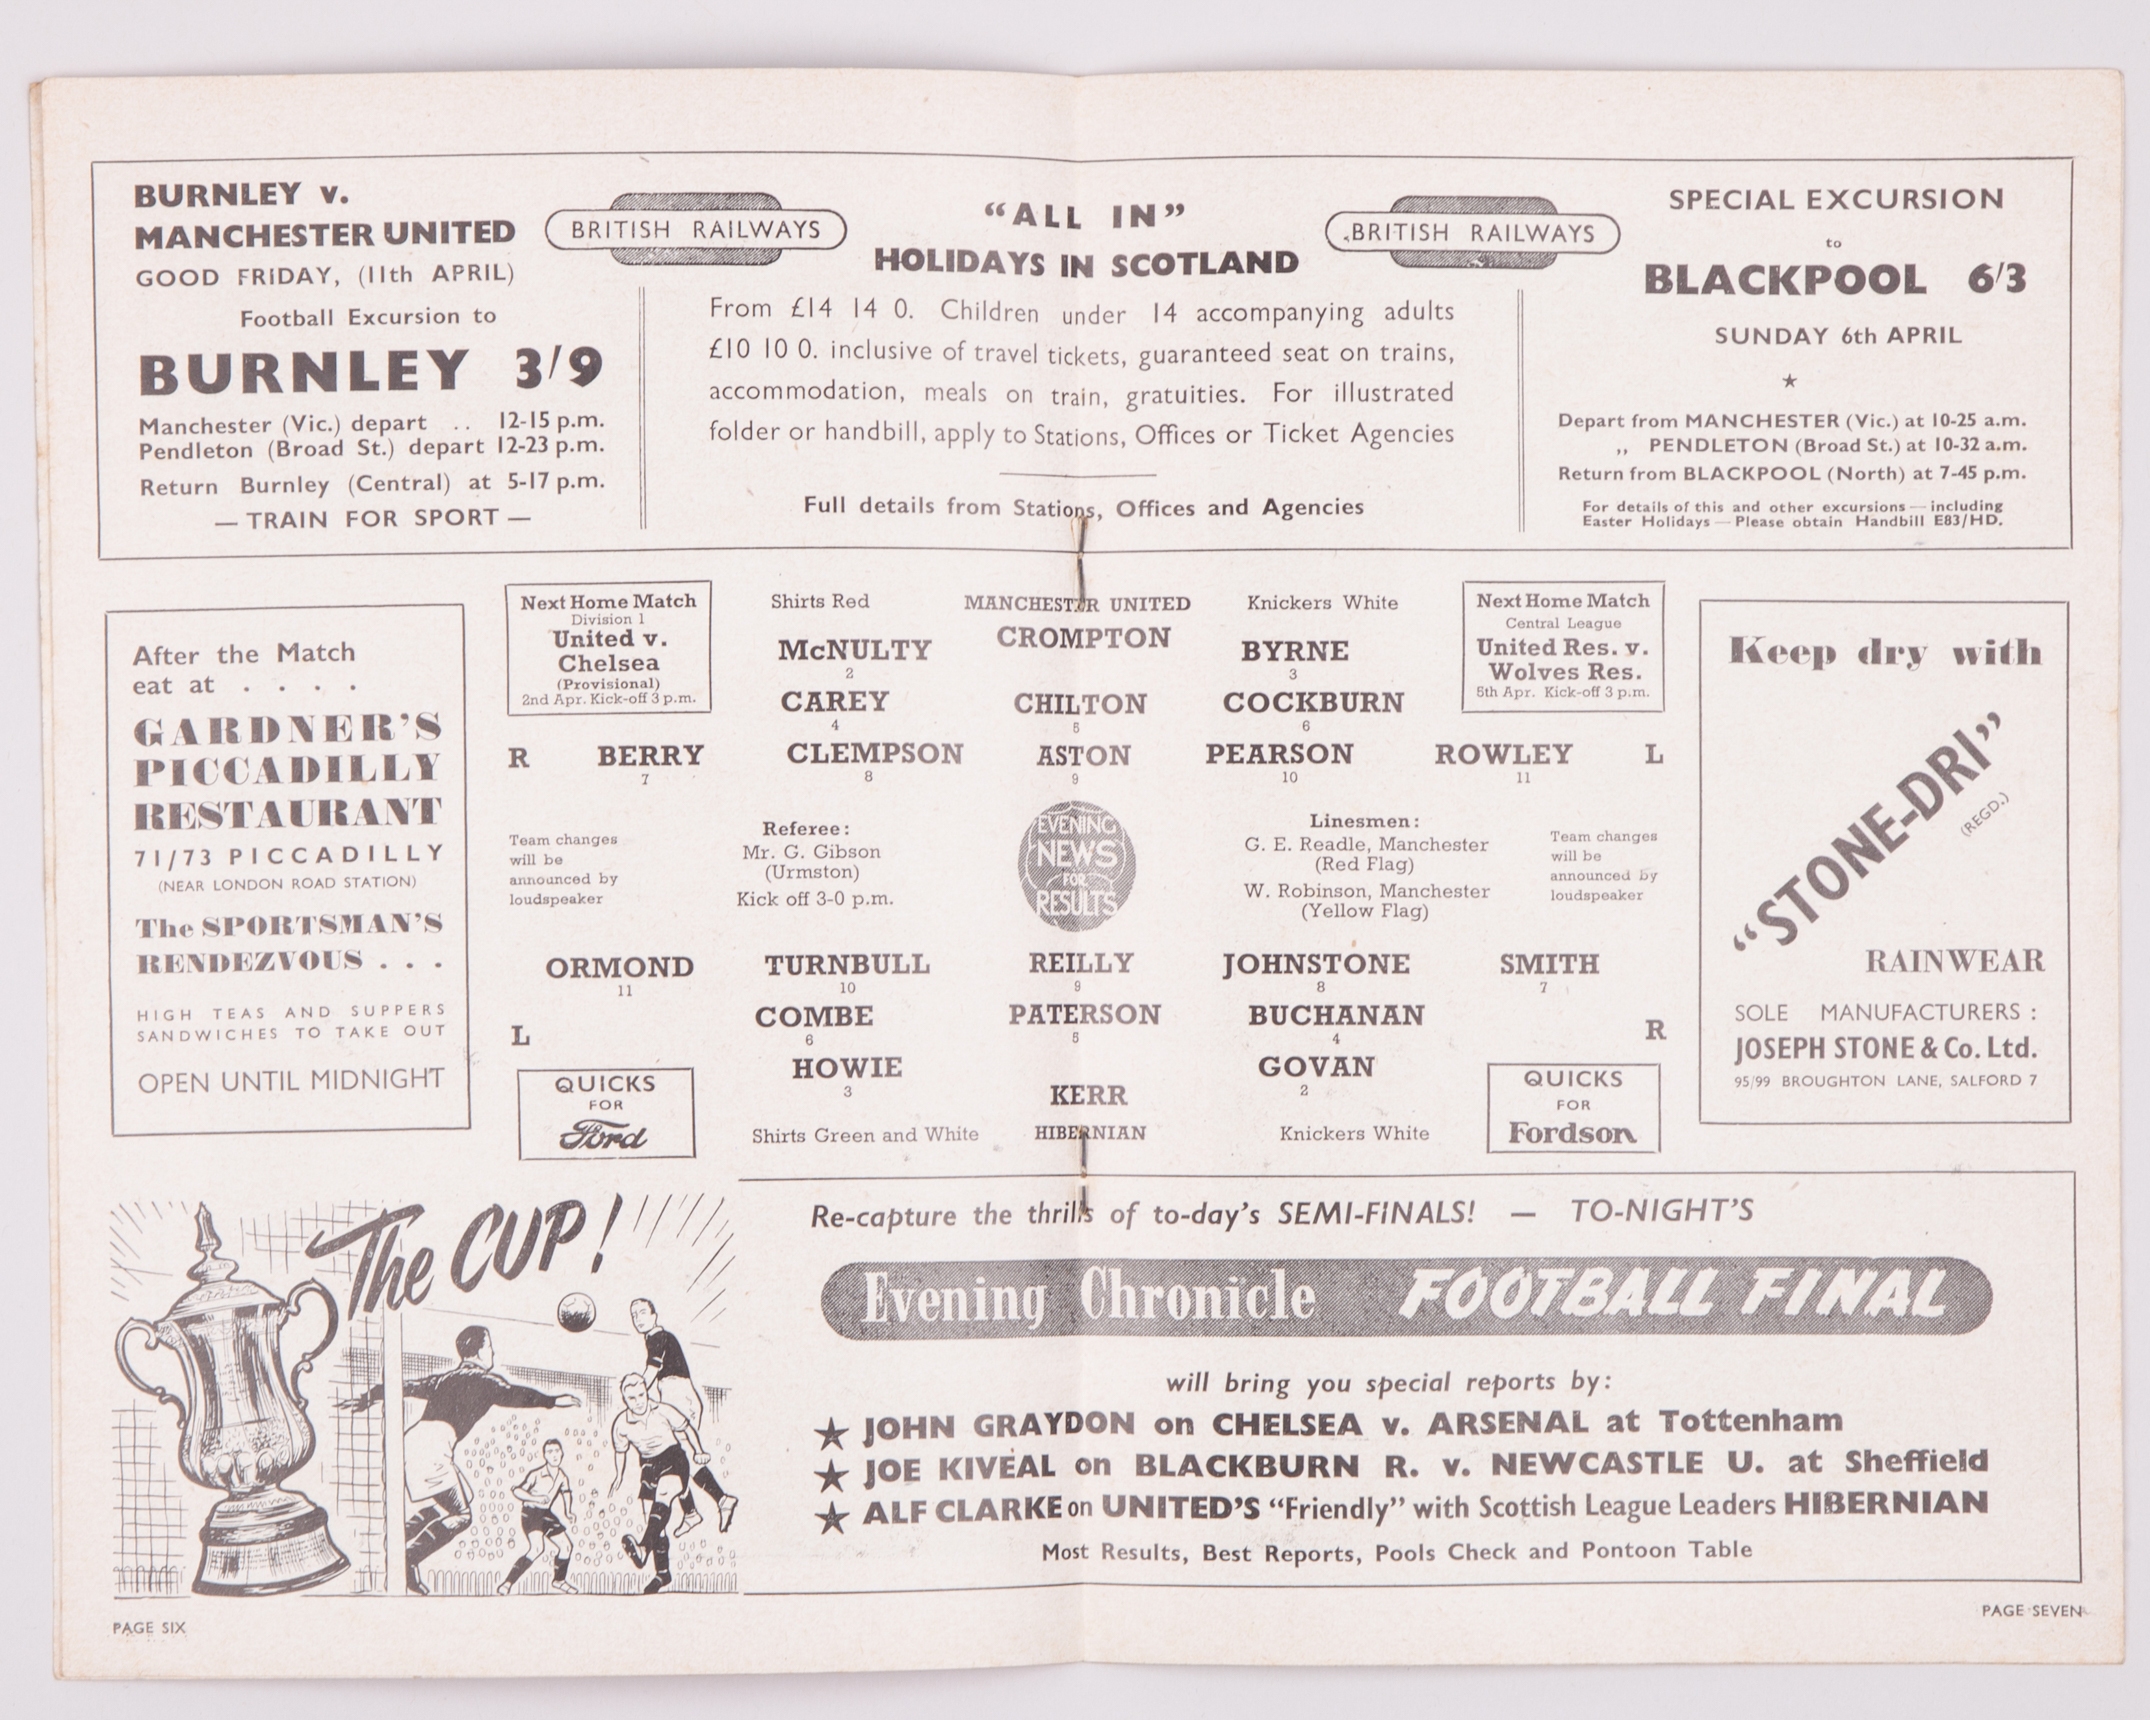 BURNLEY v.
MANCHESTER UNITED
GOOD FRIDAY, (11th APRIL)
Football Excursion to
BURNLEY 3/9
Manchester (Vic.) depart .. 12-15 p.m.
Pendleton (Broad St.) depart 12-23 p.m.
Return Burnley (Central) at 5-17 p.m.
— TRAIN FOR SPORT —
BRITISH RAILWAYS
"ALL IN"
HOLIDAYS IN SCOTLAND
BRITISH RAILWAYS
From £14 14 0. Children under 14 accompanying adults
£10 10 0. inclusive of travel tickets, guaranteed seat on trains,
accommodation, meals on train, gratuities. For illustrated
folder or handbill, apply to Stations, Offices or Ticket Agencies
Full details from Stations, Offices and Agencies
SPECIAL EXCURSION
to
BLACKPOOL 6/3
SUNDAY 6th APRIL
Depart from MANCHESTER (Vic.) at 10-25 a.m.
,, PENDLETON (Broad St.) at 10-32 a.m.
Return from BLACKPOOL (North) at 7-45 p.m.
For details of this and other excursions — including
Easter Holidays — Please obtain Handbill E83/HD.
After the Match
eat at . . . .
GARDNER'S
PICCADILLY
RESTAURANT
71/73 PICCADILLY
(NEAR LONDON ROAD STATION)
The SPORTSMAN'S
RENDEZVOUS . . .
HIGH TEAS AND SUPPERS
SANDWICHES TO TAKE OUT
OPEN UNTIL MIDNIGHT
Next Home Match
Division 1
United v.
Chelsea
(Provisional)
2nd Apr. Kick-off 3 p.m.
Shirts Red MANCHESTER UNITED Knickers White
CROMPTON
McNULTY BYRNE
2 3
CAREY CHILTON COCKBURN
4 5 6
R BERRY CLEMPSON ASTON PEARSON ROWLEY L
7 8 9 10 11
Next Home Match
Central League
United Res. v.
Wolves Res.
5th Apr. Kick-off 3 p.m.
Team changes
will be
announced by
loudspeaker
Referee:
Mr. G. Gibson
(Urmston)
Kick off 3-0 p.m.
EVENING
NEWS
FOR
RESULTS
Linesmen:
G. E. Readle, Manchester
(Red Flag)
W. Robinson, Manchester
(Yellow Flag)
Team changes
will be
announced by
loudspeaker
ORMOND TURNBULL REILLY JOHNSTONE SMITH
11 10 9 8 7
COMBE PATERSON BUCHANAN
L 6 5 4 R
HOWIE GOVAN
3 2
KERR
Shirts Green and White HIBERNIAN Knickers White
QUICKS
FOR
Ford
QUICKS
FOR
Fordson
Keep dry with
"STONE-DRI"
(REGD.)
RAINWEAR
SOLE MANUFACTURERS :
JOSEPH STONE & Co. Ltd.
95/99 BROUGHTON LANE, SALFORD 7
The CUP!
Re-capture the thrills of to-day's SEMI-FINALS! — TO-NIGHT'S
Evening Chronicle FOOTBALL FINAL
will bring you special reports by:
★ JOHN GRAYDON on CHELSEA v. ARSENAL at Tottenham
★ JOE KIVEAL on BLACKBURN R. v. NEWCASTLE U. at Sheffield
★ ALF CLARKE on UNITED'S "Friendly" with Scottish League Leaders HIBERNIAN
Most Results, Best Reports, Pools Check and Pontoon Table
PAGE SIX
PAGE SEVEN